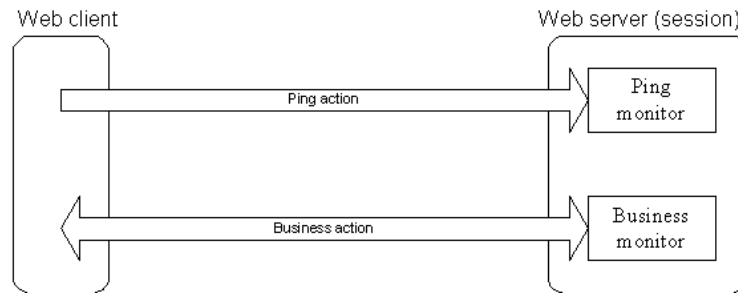 Web client
Web server (session)
Ping action
Ping
monitor
Business action
Business
monitor